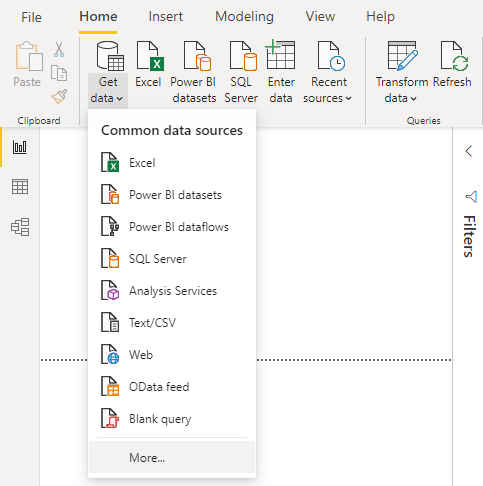 File Home Insert Modeling View Help
Paste
Get data
Excel
Power BI datasets
SQL Server
Enter data
Recent sources
Transform data
Refresh
Clipboard
Queries
Common data sources
Excel
Power BI datasets
Power BI dataflows
SQL Server
Analysis Services
Text/CSV
Web
OData feed
Blank query
More...
Filters